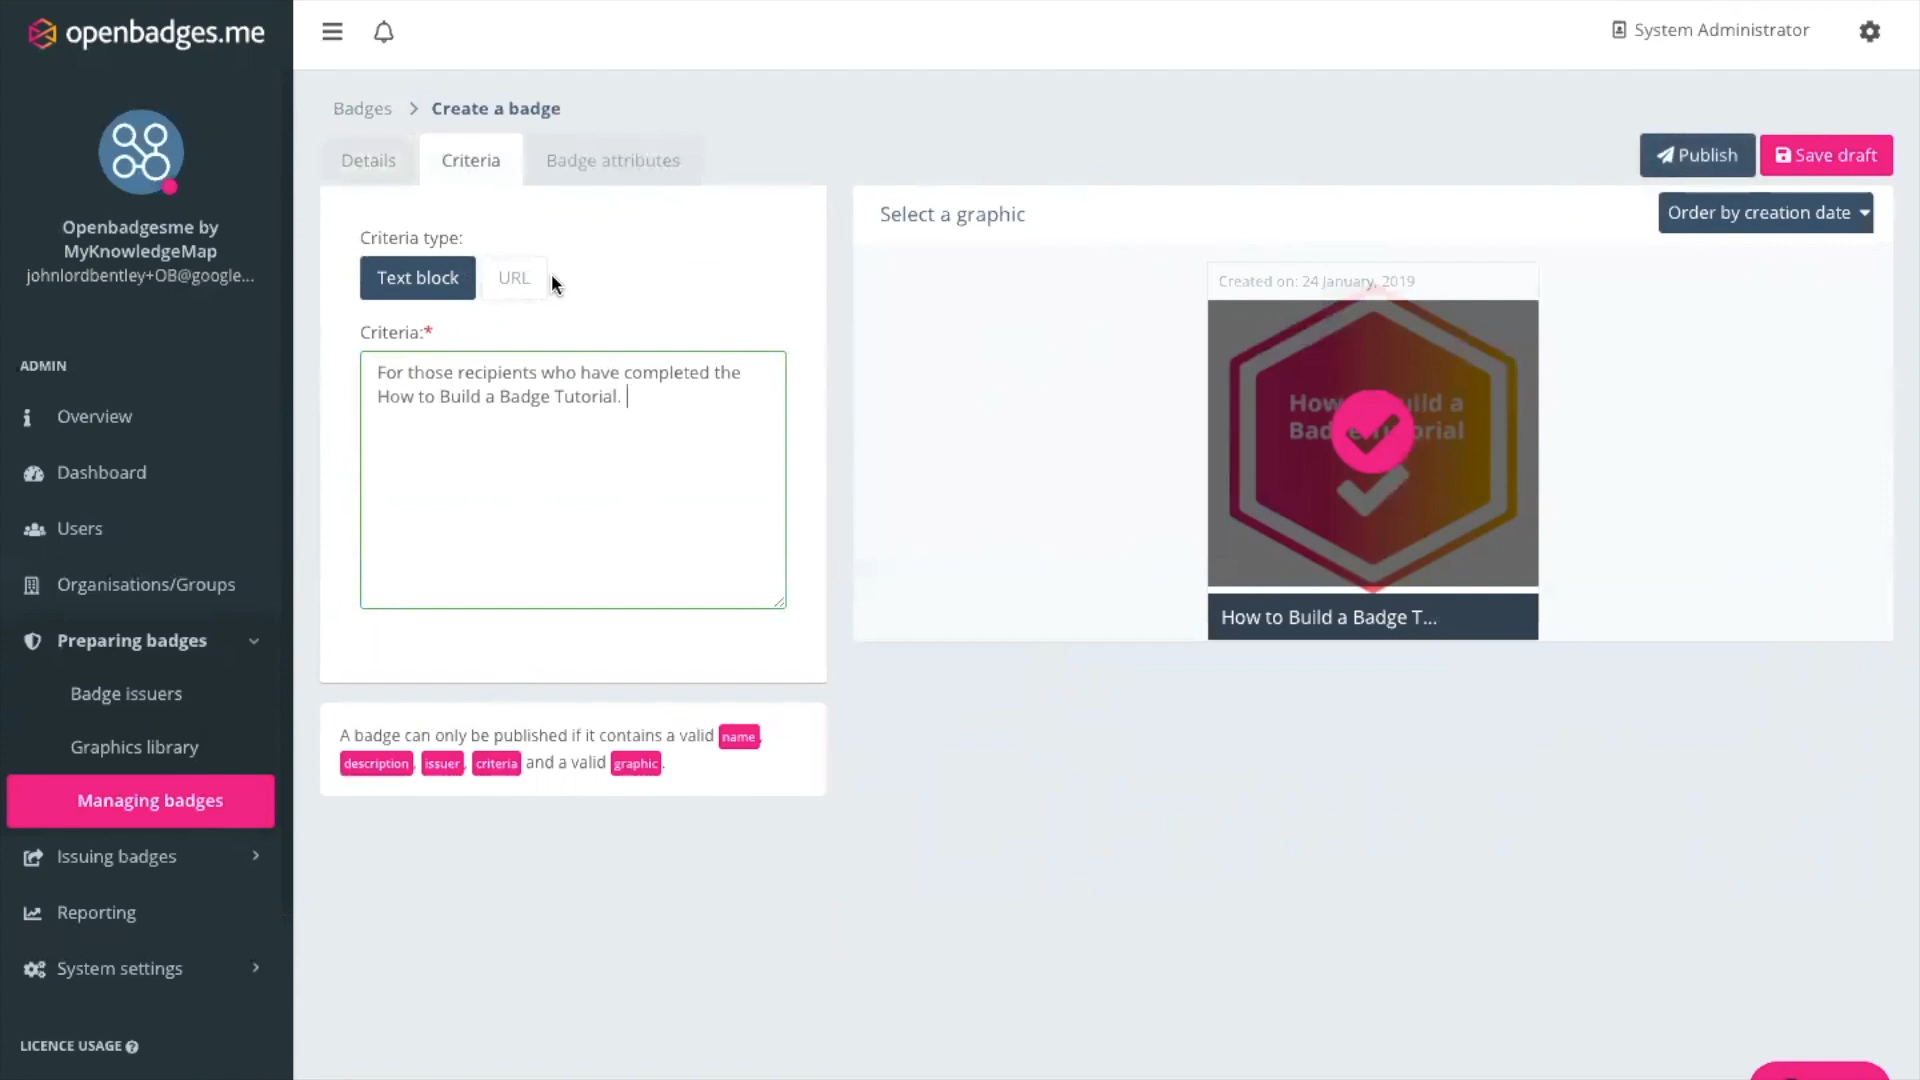 openbadges.me
System Administrator
Openbadgesme by
MyKnowledgeMap
johnlordbentley+OB@google...
ADMIN
Overview
Dashboard
Users
Organisations/Groups
Preparing badges
Badge issuers
Graphics library
Managing badges
Issuing badges
Reporting
System settings
LICENCE USAGE
Badges > Create a badge
Details
Criteria
Badge attributes
Publish
Save draft
Criteria type:
Text block
URL
Criteria:*
For those recipients who have completed the
How to Build a Badge Tutorial.
A badge can only be published if it contains a valid name,
description, issuer, criteria and a valid graphic.
Select a graphic
Order by creation date
Created on: 24 January, 2019
How ild a
Bad orial
How to Build a Badge T...